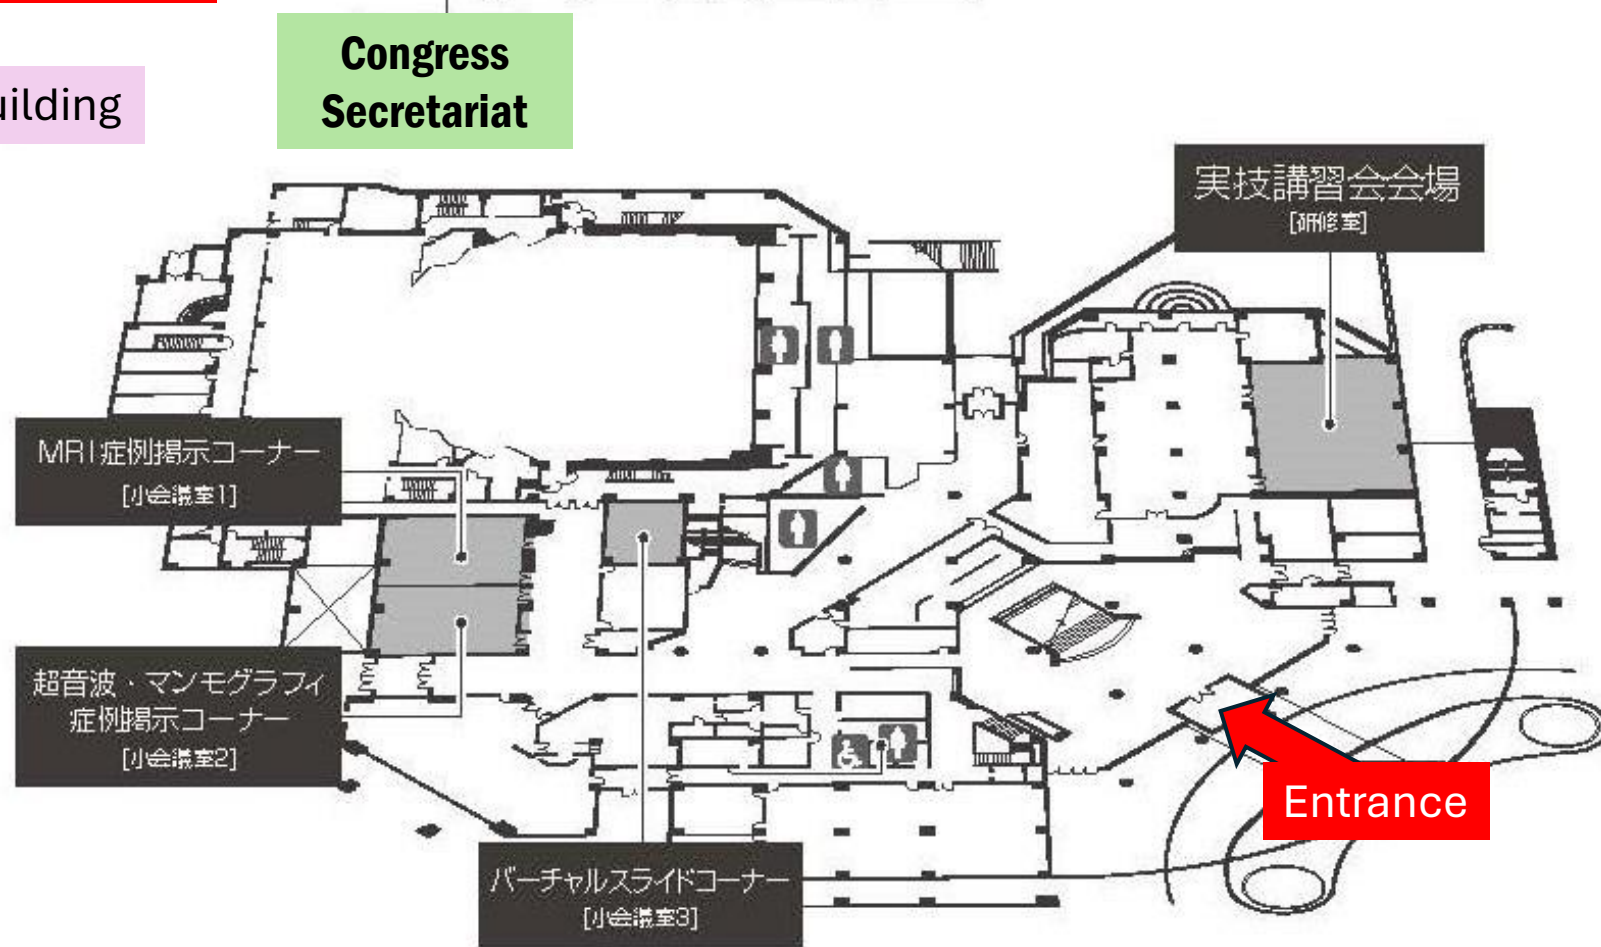 Congress
Secretariat
uilding
実技講習会会場
[研修室]
MRI症例掲示コーナー
[小会議室1]
超音波・マンモグラフィ
症例掲示コーナー
[小会議室2]
Entrance
バーチャルスライドコーナー
[小会議室3]